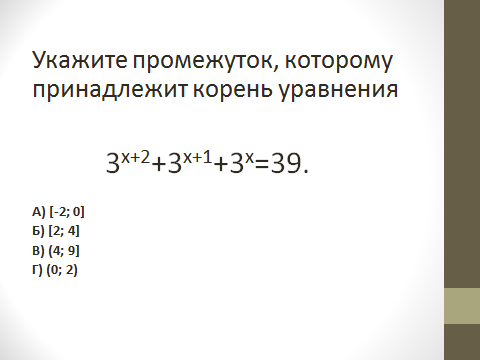 Укажите промежуток, которому
принадлежит корень уравнения
3ˣ⁺²+3ˣ⁺¹+3ˣ=39.
А) [-2; 0]
Б) [2; 4]
В) (4; 9]
Г) (0; 2)